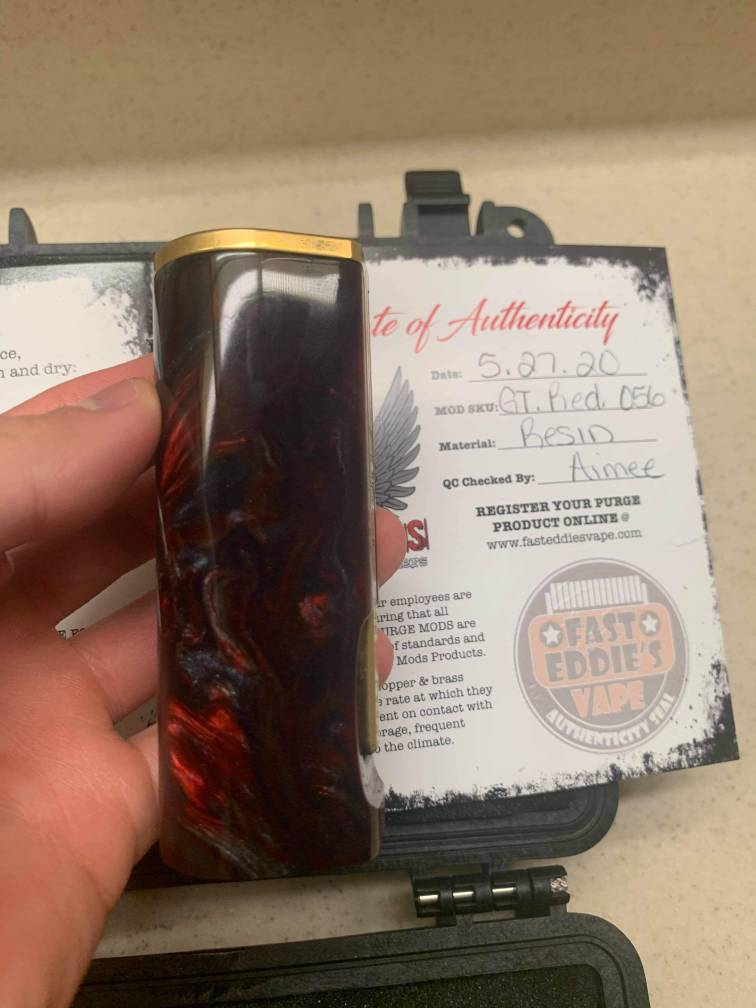 ce,
and dry:
te of Authenticity
Date: 5.27.20
MOD SKU: GT. Red. 056
Material: Resin
QC Checked By: Aimee
REGISTER YOUR PURGE
PRODUCT ONLINE @
www.fasteddiesvape.com
S
ers
ur employees are
uring that all
URGE MODS are
of standards and
Mods Products.
opper & brass
e rate at which they
ent on contact with
orage, frequent
o the climate.
FAST
EDDIE'S
VAPE
AUTHENTICITY SEAL